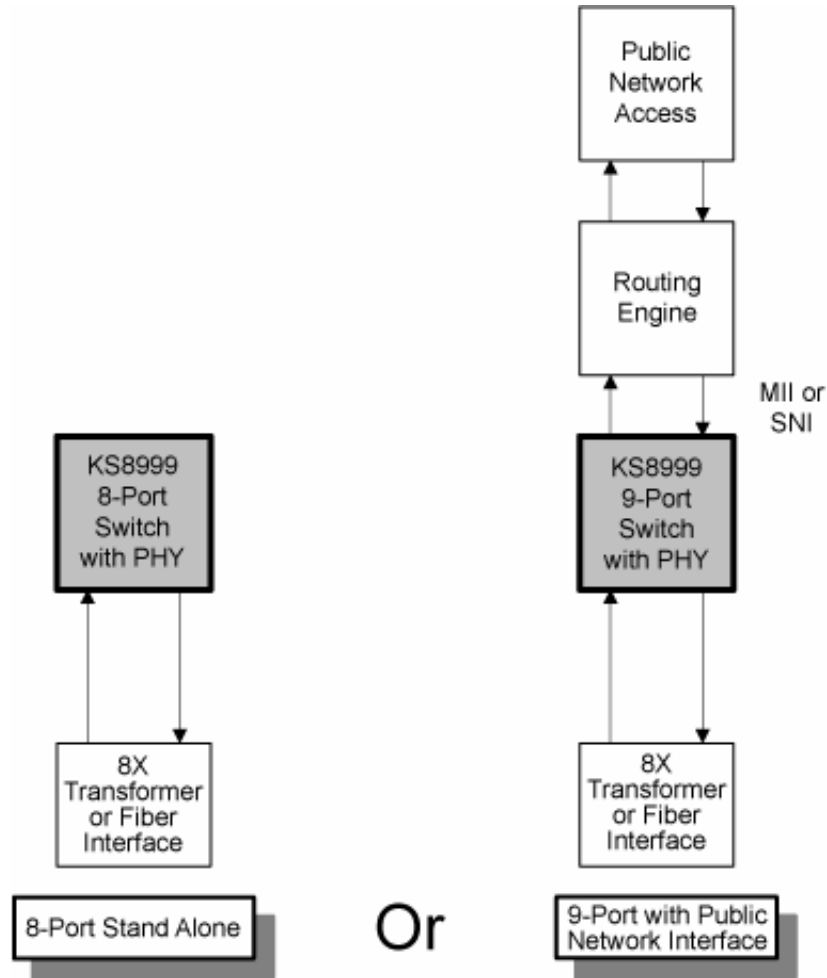 Public
Network
Access
Routing
Engine
MII or
SNI
KS8999
8-Port
Switch
with PHY
KS8999
9-Port
Switch
with PHY
8X
Transformer
or Fiber
Interface
8X
Transformer
or Fiber
Interface
8-Port Stand Alone
Or
9-Port with Public
Network Interface